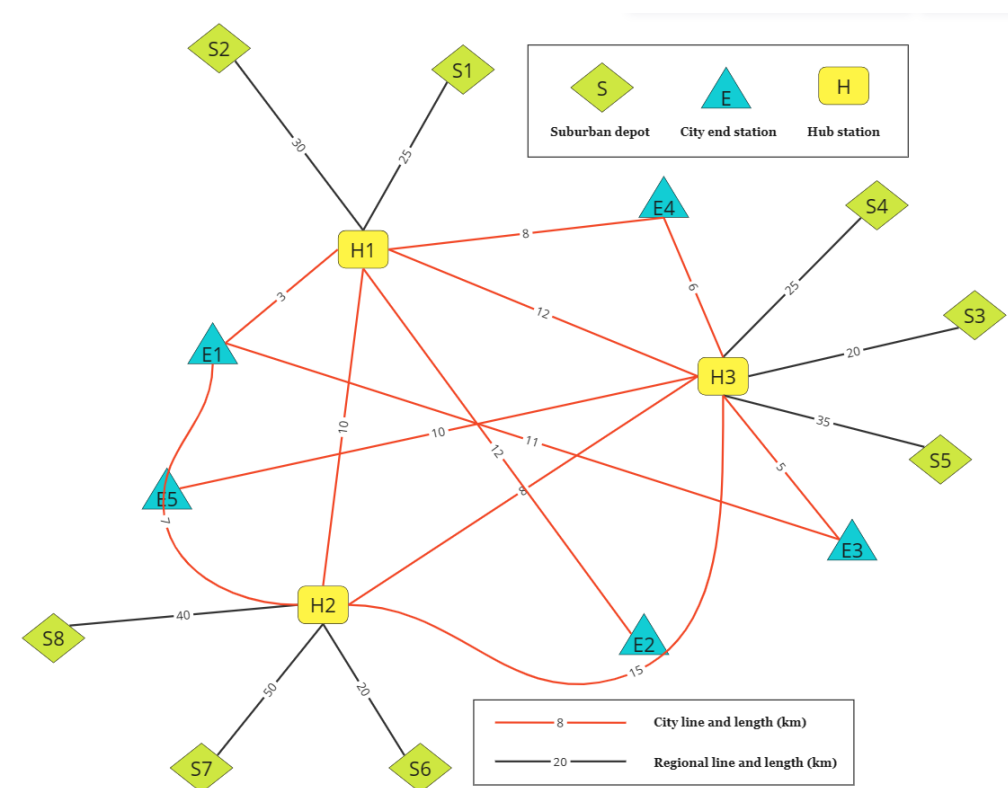 S2
S1
S
E
H
Suburban depot
City end station
Hub station
30
25
E4
S4
H1
8
12
3
6
25
S3
20
E1
H3
10
10
11
12
35
S5
5
8
E5
7
E3
H2
40
S8
E2
15
50
20
S7
S6
8
City line and length (km)
20
Regional line and length (km)